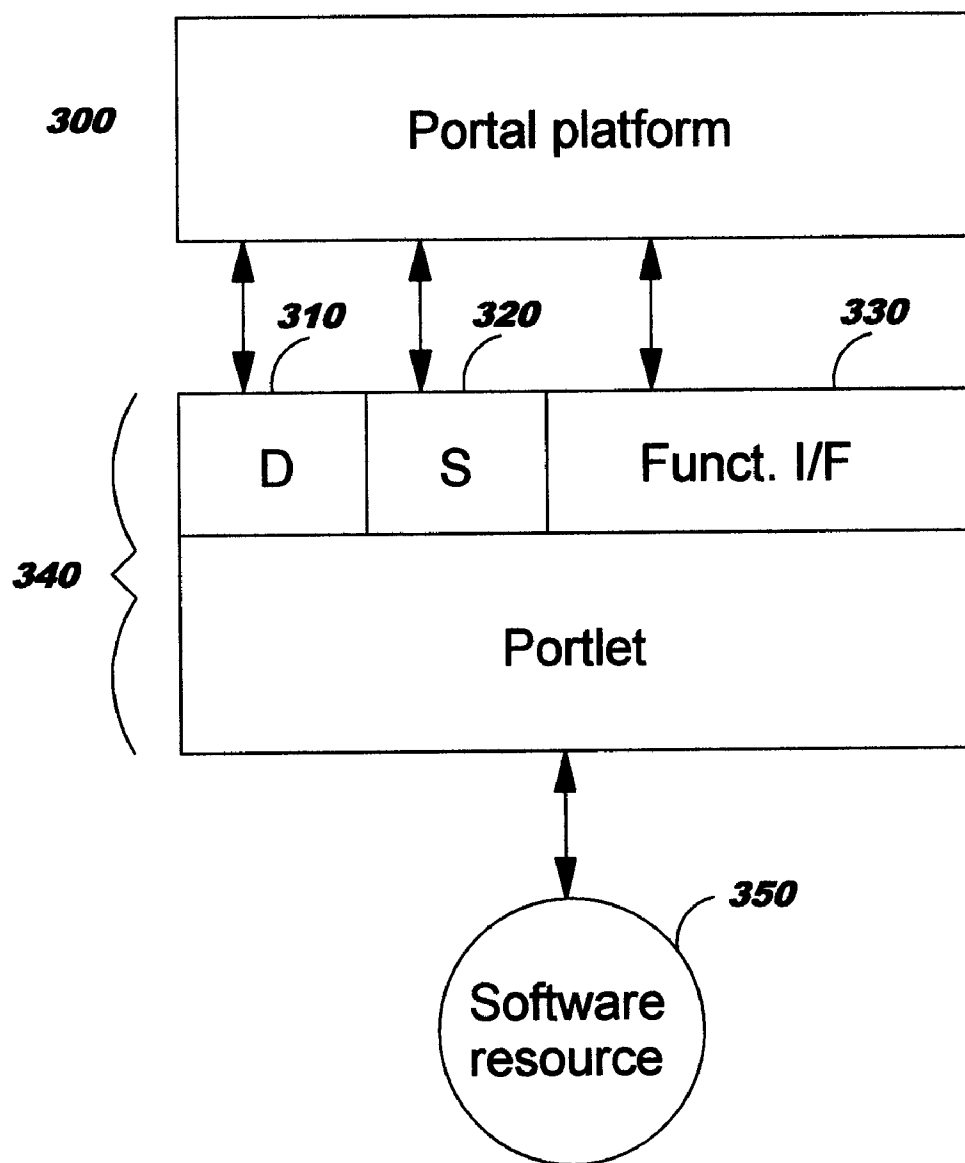 300
Portal platform
310
320
330
D
S
Funct. I/F
340
Portlet
350
Software
resource